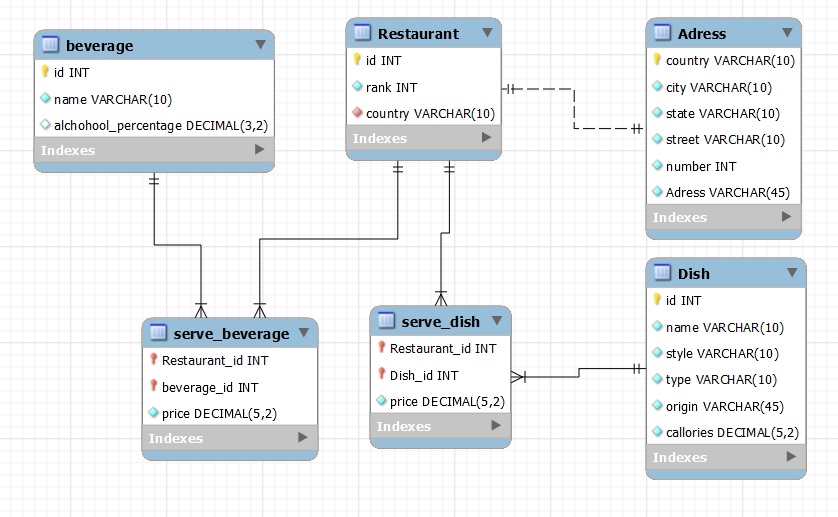 beverage
id INT
name VARCHAR(10)
alchohool_percentage DECIMAL(3,2)
Indexes
Restaurant
id INT
rank INT
country VARCHAR(10)
Indexes
Adress
country VARCHAR(10)
city VARCHAR(10)
state VARCHAR(10)
street VARCHAR(10)
number INT
Adress VARCHAR(45)
Indexes
serve_beverage
Restaurant_id INT
beverage_id INT
price DECIMAL(5,2)
Indexes
serve_dish
Restaurant_id INT
Dish_id INT
price DECIMAL(5,2)
Indexes
Dish
id INT
name VARCHAR(10)
style VARCHAR(10)
type VARCHAR(10)
origin VARCHAR(45)
callories DECIMAL(5,2)
Indexes